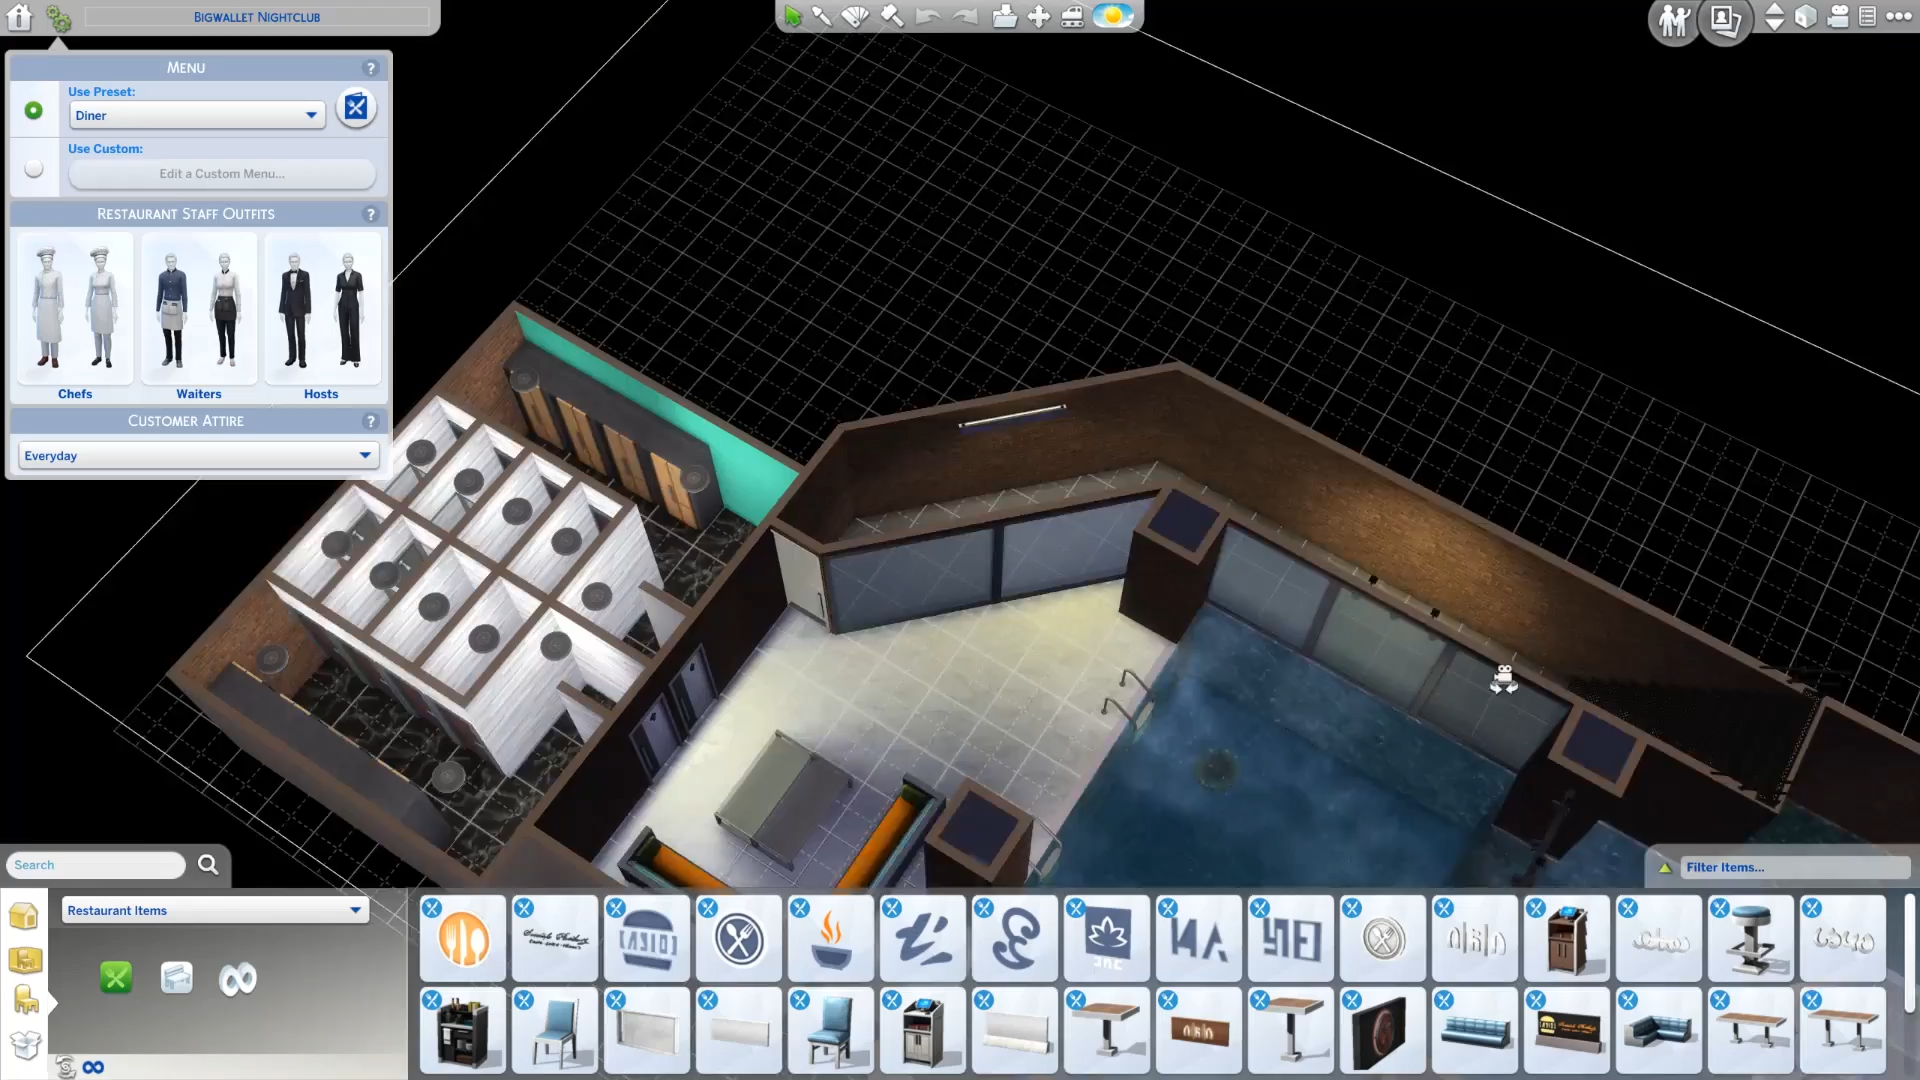 Bigwallet Nightclub
Menu
?
Use Preset:
Diner
Use Custom:
Edit a Custom Menu...
Restaurant Staff Outfits
?
Chefs
Waiters
Hosts
Customer Attire
?
Everyday
Search
Filter Items...
Restaurant Items